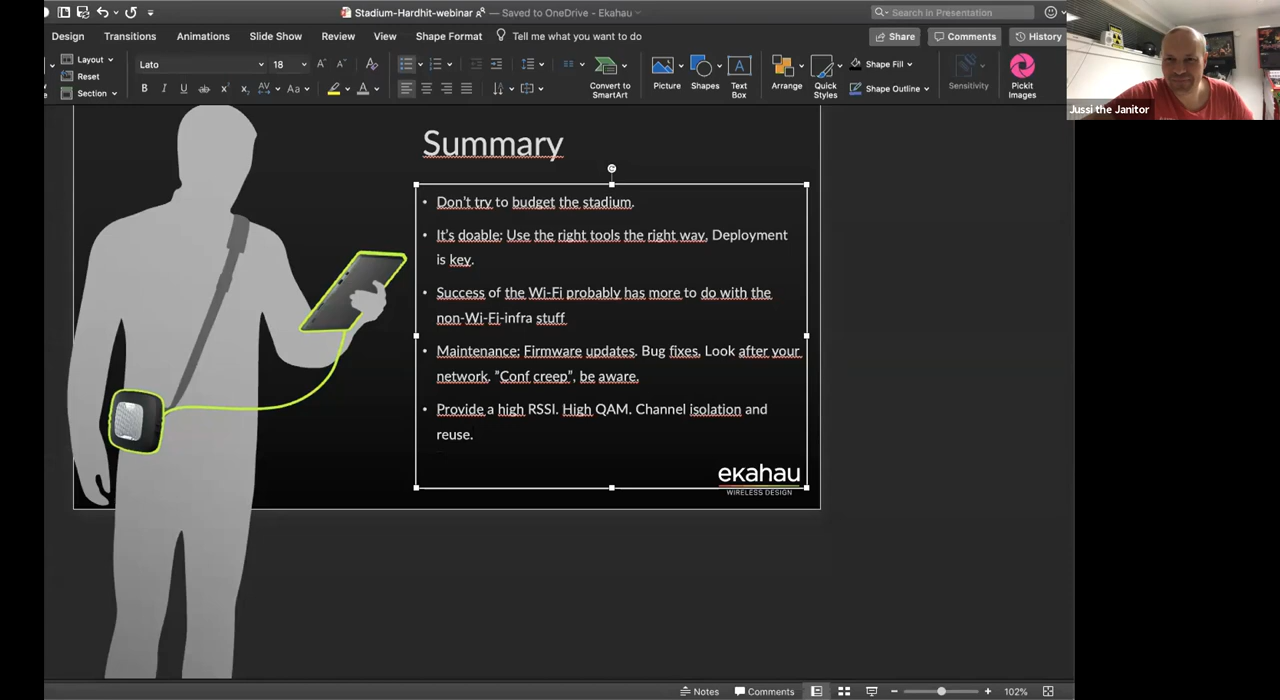 Stadium-Hardhit-webinar — Saved to OneDrive - Ekahau
Search in Presentation
Design Transitions Animations Slide Show Review View Shape Format Tell me what you want to do
Share Comments History
Layout
Reset
Section
Lato 18
B I U ab x² x₂ AV Aa A
Convert to SmartArt
Picture
Shapes
Text Box
Arrange
Quick Styles
Shape Fill
Shape Outline
Sensitivity
Pickit Images
Jussi the Janitor
Summary
• Don't try to budget the stadium.
• It's doable; Use the right tools the right way, Deployment
is key.
• Success of the Wi-Fi probably has more to do with the
non-Wi-Fi-infra stuff
• Maintenance; Firmware updates. Bug fixes, Look after your
network. ”Conf creep”, be aware.
• Provide a high RSSI. High QAM. Channel isolation and
reuse.
ekahau
WIRELESS DESIGN
Notes Comments 102%